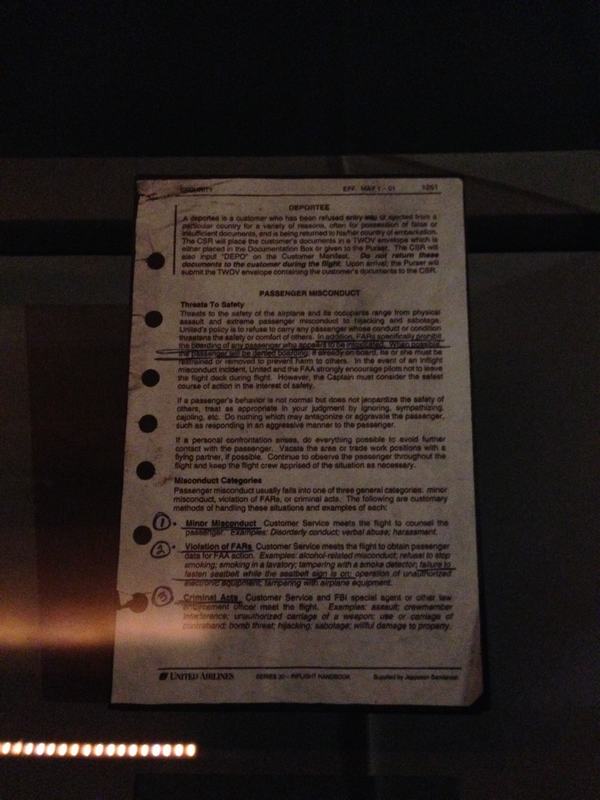 SECURITY EFF. MAY 1 - 01 1261
DEPORTEE
A deportee is a customer who has been refused entry into or ejected from a
particular country for a variety of reasons, often for possession of false or
insufficient documents, and is being returned to his/her country of embarkation.
The CSR will place the customer's documents in a TWOV envelope which is
either placed in the Documentation Box or given to the Purser. The CSR will
also input "DEPO" on the Customer Manifest. Do not return these
documents to the customer during the flight. Upon arrival, the Purser will
submit the TWOV envelope containing the customer's documents to the CSR.
PASSENGER MISCONDUCT
Threats To Safety
Threats to the safety of the airplane and its occupants range from physical
assault and extreme passenger misconduct to hijacking and sabotage.
United's policy is to refuse to carry any passenger whose conduct or condition
threatens the safety or comfort of others. In addition, FARs specifically prohibit
the boarding of any passenger who appears to be intoxicated. When possible,
the passenger will be denied boarding; if already on board, he or she must be
restrained or removed to prevent harm to others. In the event of an inflight
misconduct incident, United and the FAA strongly encourage pilots not to leave
the flight deck during flight. However, the Captain must consider the safest
course of action in the interest of safety.
If a passenger's behavior is not normal but does not jeopardize the safety of
others, treat as appropriate in your judgment by ignoring, sympathizing,
cajoling, etc. Do nothing which may antagonize or aggravate the passenger,
such as responding in an aggressive manner to the passenger.
If a personal confrontation arises, do everything possible to avoid further
contact with the passenger. Vacate the area or trade work positions with a
flying partner, if possible. Continue to observe the passenger throughout the
flight and keep the flight crew apprised of the situation as necessary.
Misconduct Categories
Passenger misconduct usually falls into one of three general categories: minor
misconduct, violation of FARs, or criminal acts. The following are customary
methods of handling these situations and examples of each:
1 • Minor Misconduct Customer Service meets the flight to counsel the
passenger. Examples: Disorderly conduct; verbal abuse; harassment.
2 • Violation of FARs Customer Service meets the flight to obtain passenger
data for FAA action. Examples: alcohol-related misconduct; refusal to stop
smoking; smoking in a lavatory; tampering with a smoke detector; failure to
fasten seatbelt while the seatbelt sign is on; operation of unauthorized
electronic equipment; tampering with airplane equipment.
3 • Criminal Acts Customer Service and FBI special agent or other law
enforcement officer meet the flight. Examples: assault; crewmember
interference; unauthorized carriage of a weapon; use or carriage of
contraband; bomb threat; hijacking; sabotage; willful damage to property.
UNITED AIRLINES SERIES 20 - INFLIGHT HANDBOOK Supplied by Jeppesen Sanderson